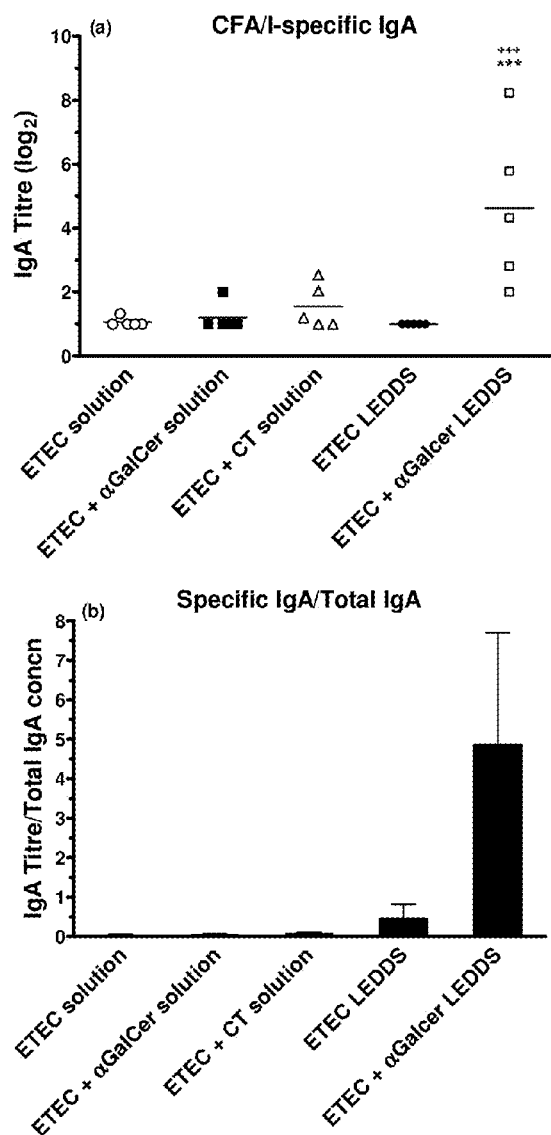 (a)
CFA/I-specific IgA
10
8
6
4
2
0
IgA Titre (log₂)
***
ETEC solution
ETEC + αGalCer solution
ETEC + CT solution
ETEC LEDDS
ETEC + αGalcer LEDDS
(b)
Specific IgA/Total IgA
8
7
6
5
4
3
2
1
0
IgA Titre/Total IgA concn
ETEC solution
ETEC + αGalCer solution
ETEC + CT solution
ETEC LEDDS
ETEC + αGalcer LEDDS